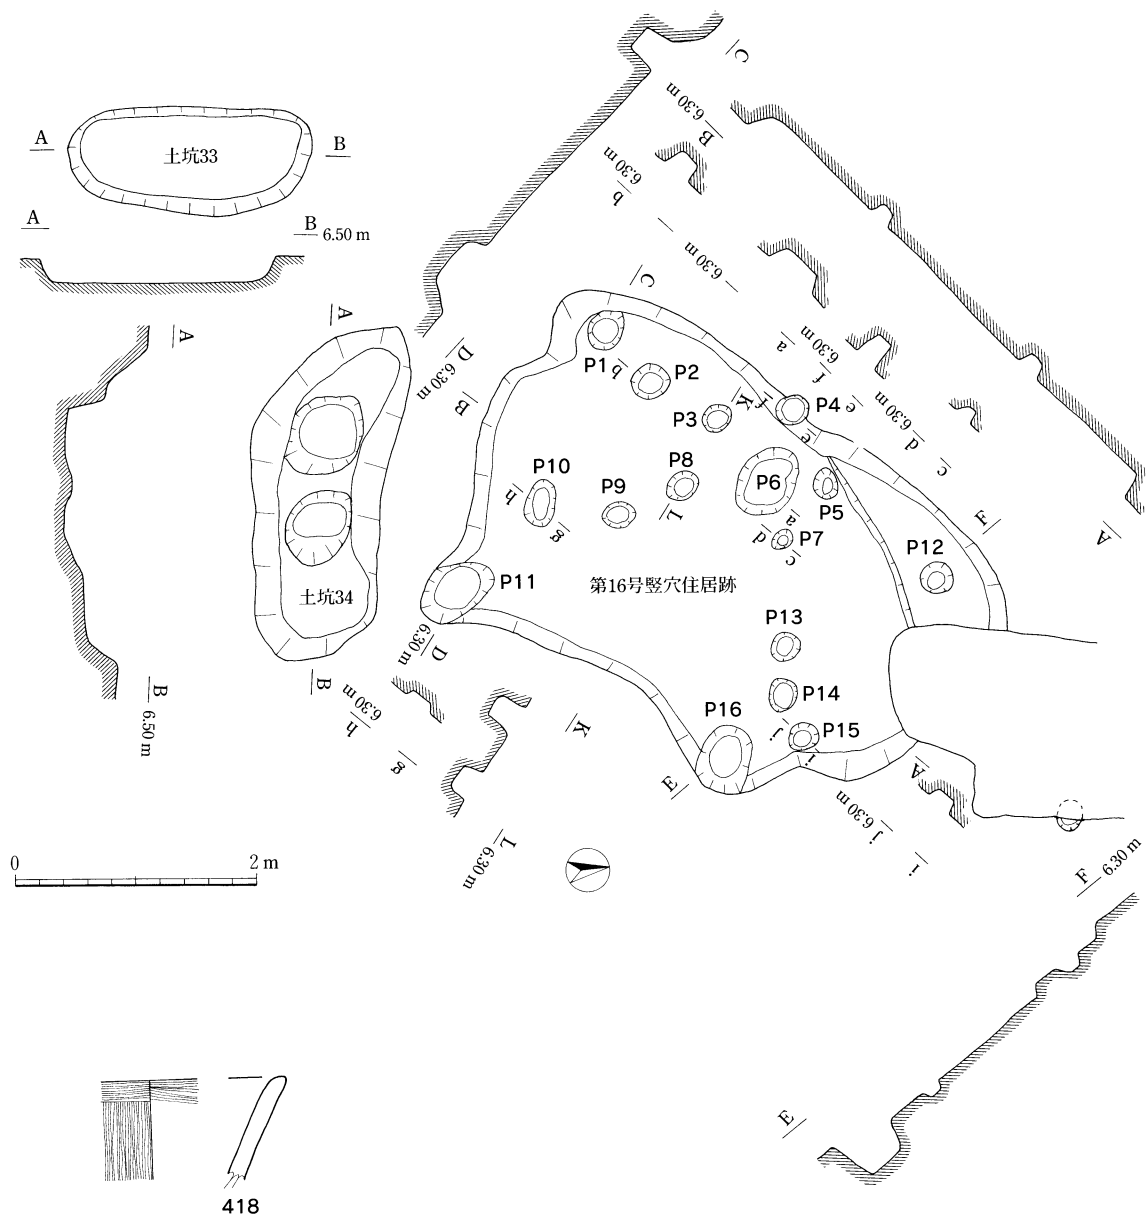 A
土坑33
B
A
B 6.50 m
A
B 6.50 m
A
土坑34
B
C
6.30 m
B
6.30 m
b
6.30 m
a
6.30 m
f
e
6.30 m
d
c
A
C
D 6.30 m
B
P1
b
P2
P3
K
f
P4
e
P10
h
g
P9
P8
L
P6
a
P5
d
P7
c
F
P12
P11
第16号竪穴住居跡
D
6.30 m
P13
P14
P16
j
P15
i
E
A
h
6.30 m
g
K
L 6.30 m
j 6.30 m
i
F 6.30 m
E
0 2 m
418